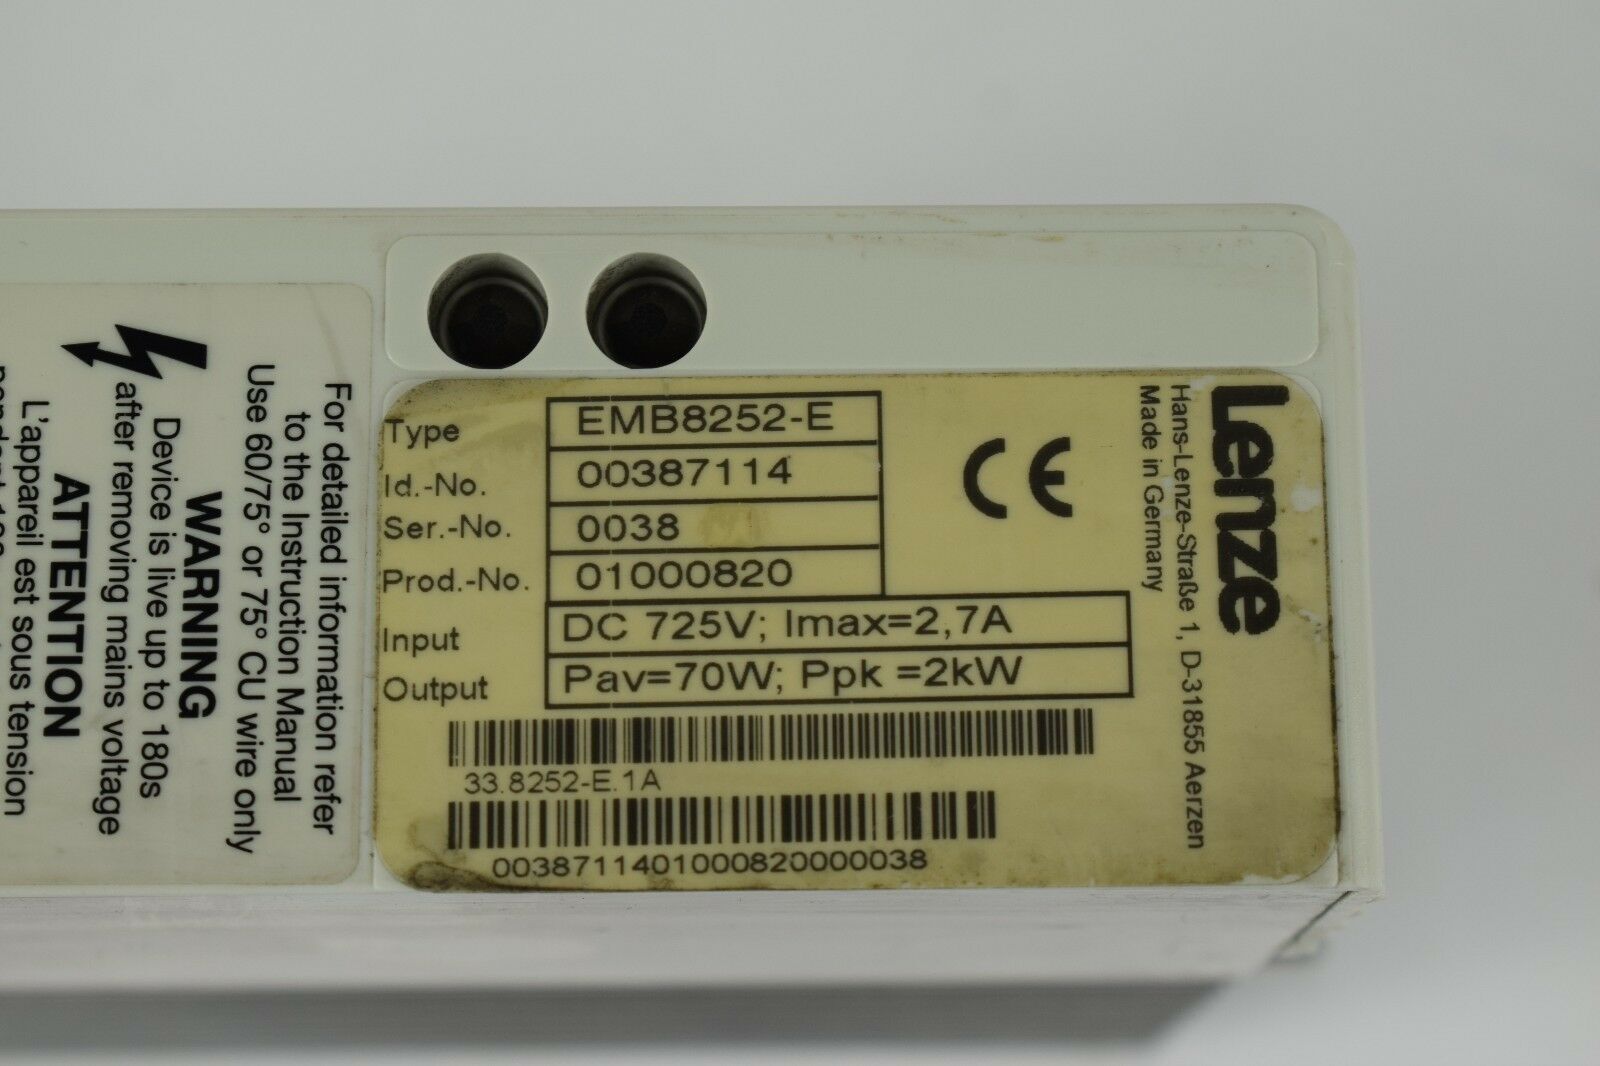 For detailed information refer
to the Instruction Manual
Use 60/75° or 75° CU wire only
WARNING
Device is live up to 180s
after removing mains voltage
ATTENTION
L'appareil est sous tension
Type EMB8252-E
Id.-No. 00387114
Ser.-No. 0038
Prod.-No. 01000820
Input DC 725V; Imax=2,7A
Output Pav=70W; Ppk =2kW
33.8252-E.1A
00387114010008200000038
CE
Lenze
Hans-Lenze-Straße 1, D-31855 Aerzen
Made in Germany